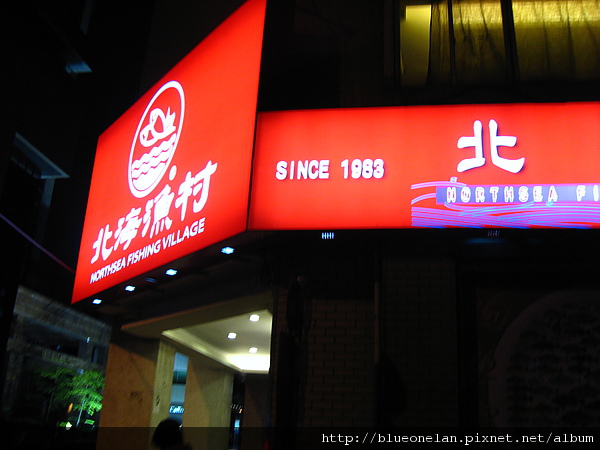 北海漁村
NORTHSEA FISHING VILLAGE
SINCE 1983
北
NORTHSEA FI
http://blueonelan.pixnet.net/album